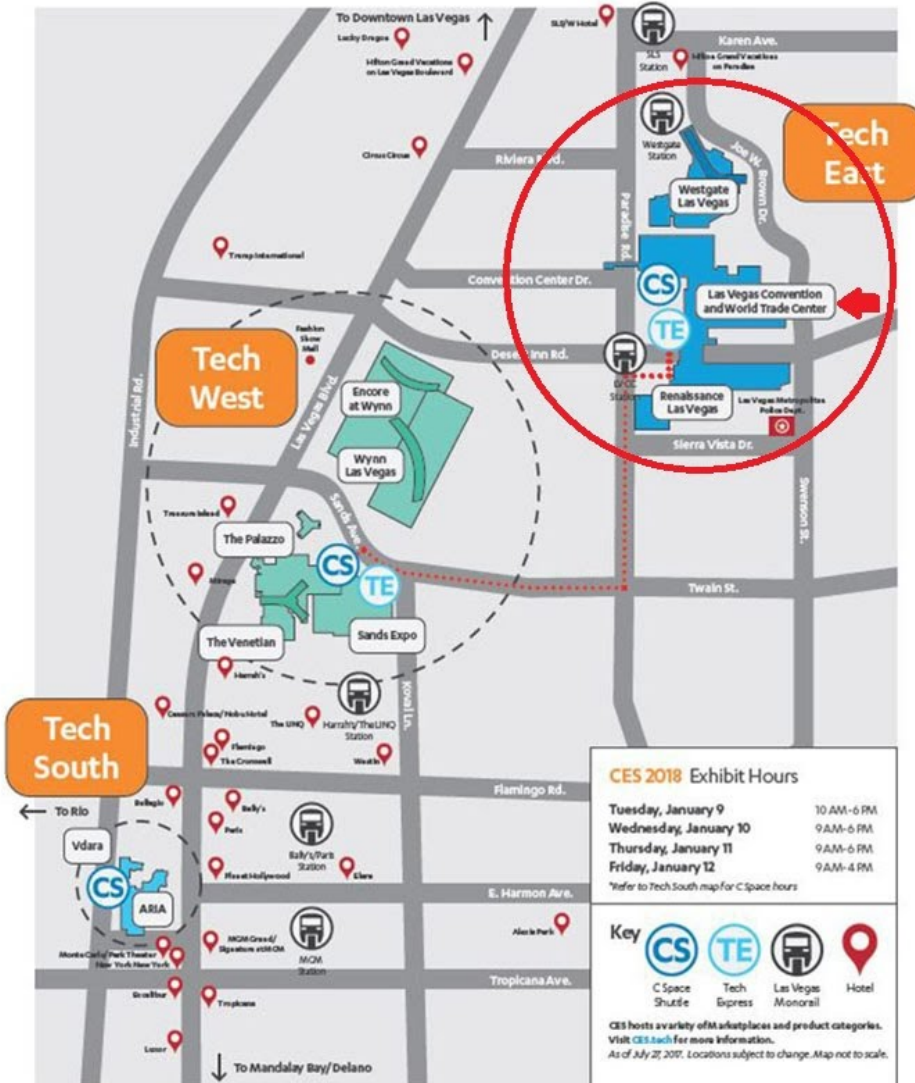 To Downtown Las Vegas
SLS/W Hotel
Lucky Dragon
Karen Ave.
SLS
Station
Hilton Grand Vacations
on Las Vegas Boulevard
Hilton Grand Vacations
on Paradise
Westgate
Station
Tech
East
Circus Circus
Riviera Blvd.
Joe W. Brown Dr.
Westgate
Las Vegas
Paradise Rd.
Trump International
Convention Center Dr.
CS
Las Vegas Convention
and World Trade Center
TE
Tech
West
Fashion
Show
Mall
Desert Inn Rd.
LVCC
Station
Industrial Rd.
Las Vegas Blvd.
Encore
at Wynn
Renaissance
Las Vegas
Las Vegas Metropolitan
Police Dept.
Wynn
Las Vegas
Sierra Vista Dr.
Swenson St.
Treasure Island
Sands Ave.
The Palazzo
CS
TE
Mirage
Twain St.
The Venetian
Sands Expo
Harrah's
Koval Ln.
Tech
South
Caesars Palace/Nobu Hotel
The LINQ
Harrah's/The LINQ
Station
Flamingo
The Cromwell
Westin
Flamingo Rd.
To Rio
Bellagio
Bally's
Paris
Bally's/Paris
Station
Vdara
CS
ARIA
Planet Hollywood
Elara
E. Harmon Ave.
Monte Carlo/Park Theater
New York New York
MGM Grand/
Signature at MGM
MGM
Station
Alexis Park
Tropicana Ave.
Excalibur
Tropicana
Luxor
To Mandalay Bay/Delano
CES 2018 Exhibit Hours
Tuesday, January 9 10 AM-6 PM
Wednesday, January 10 9 AM-6 PM
Thursday, January 11 9 AM-6 PM
Friday, January 12 9 AM-4 PM
*Refer to Tech South map for C Space hours
Key
CS
TE
C Space
Shuttle
Tech
Express
Las Vegas
Monorail
Hotel
CES hosts a variety of Marketplaces and product categories.
Visit CES.tech for more information.
As of July 27, 2017. Locations subject to change. Map not to scale.